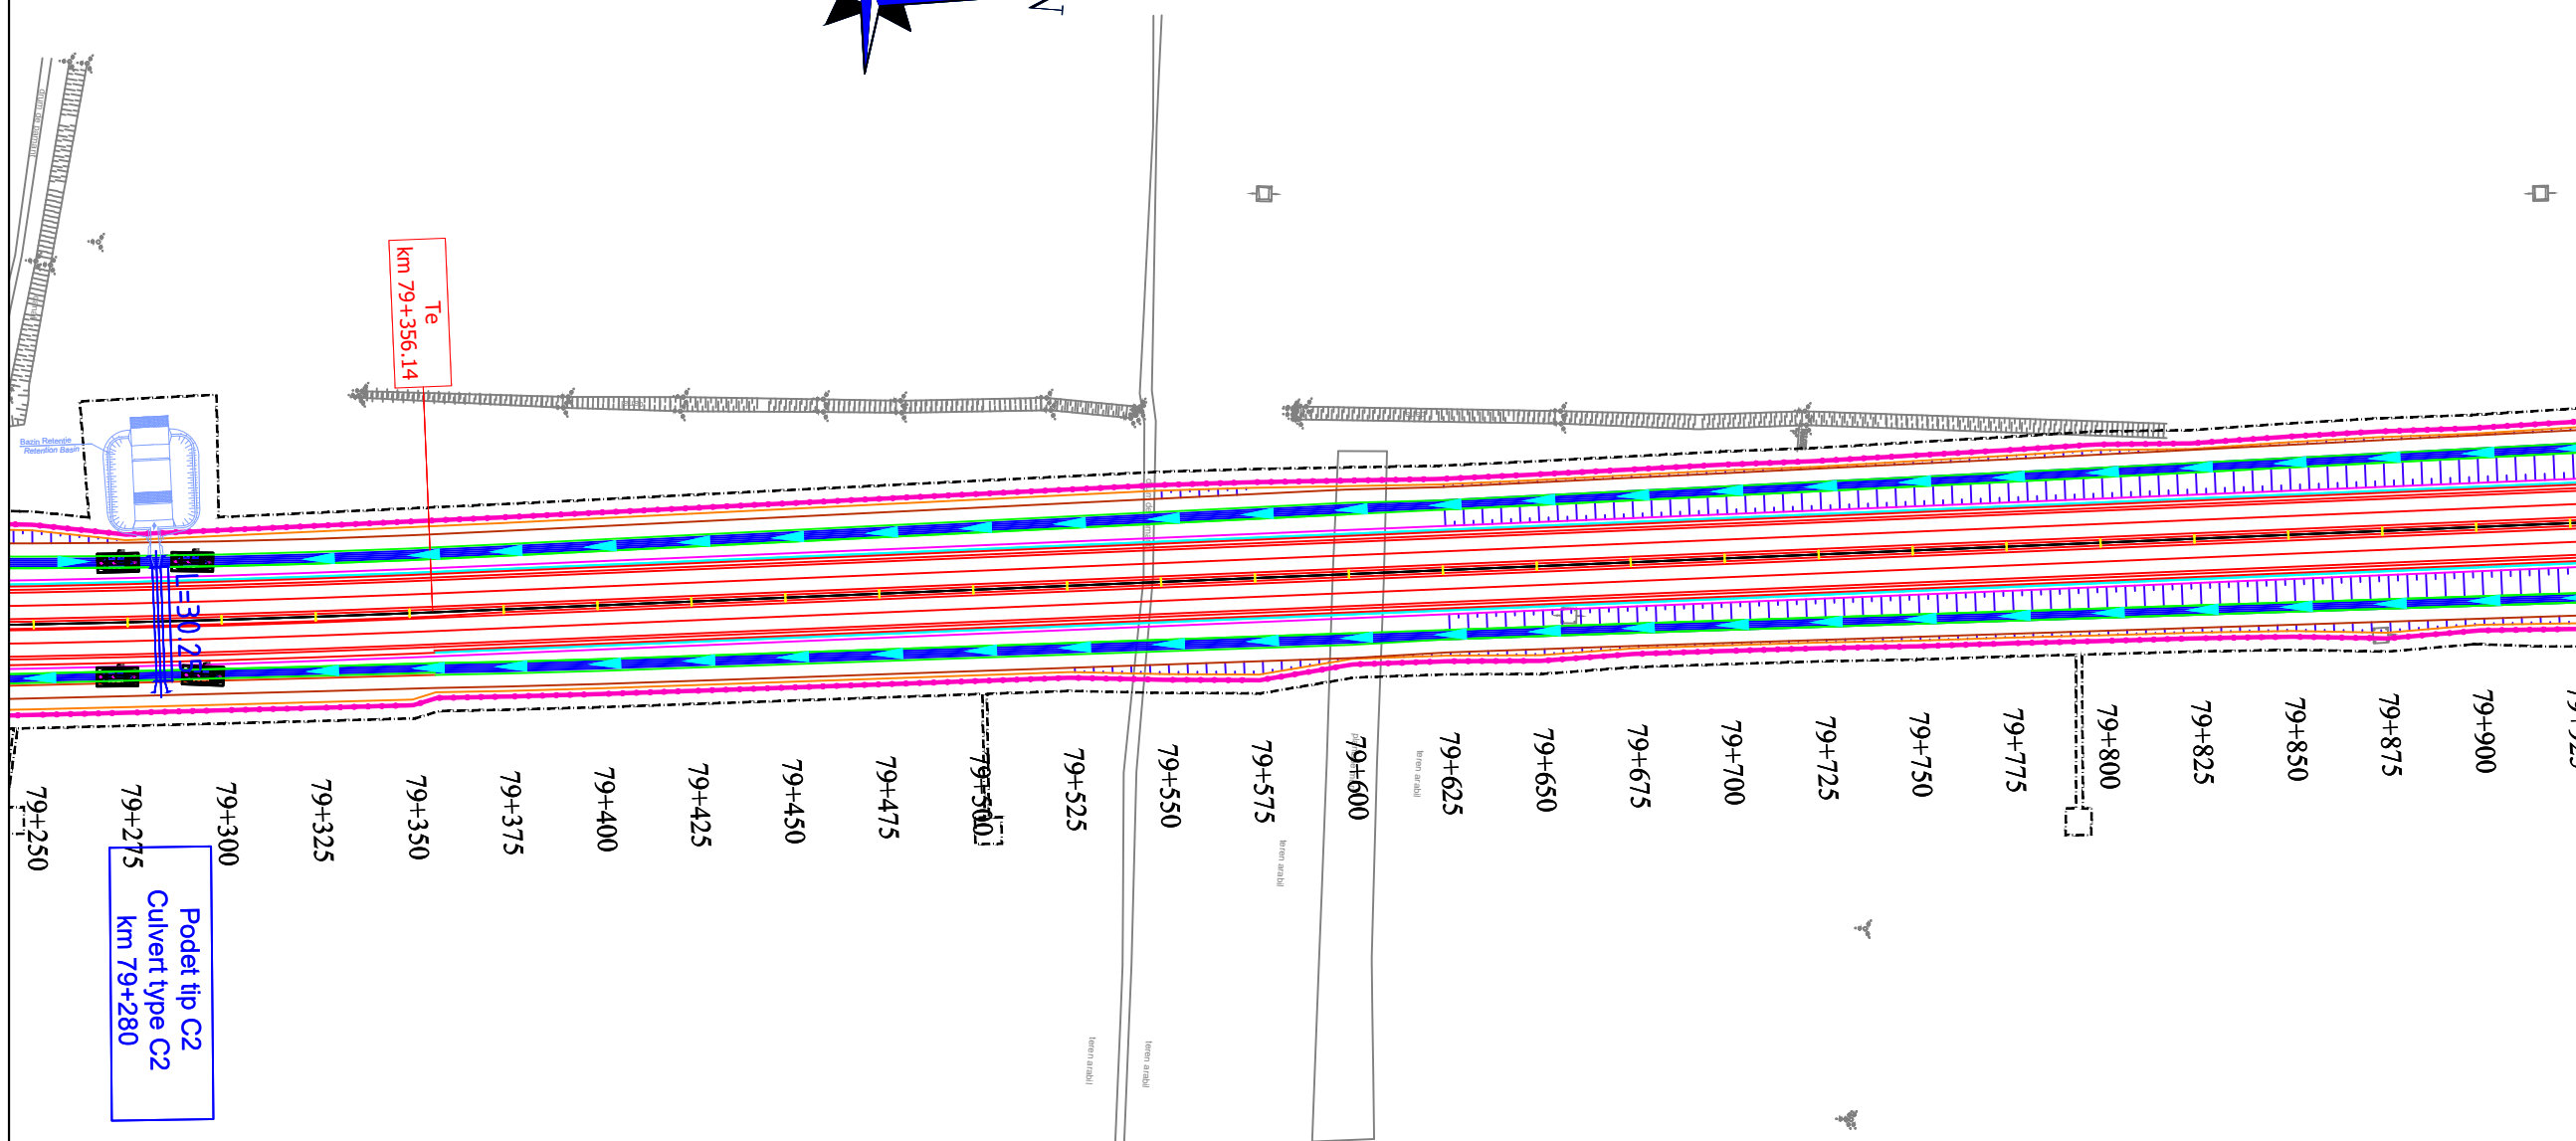 N
drum de pamant
Te
km 79+356.14
Bazin Retentie
Retention Basin
L=30.25
79+250
79+275
79+300
79+325
79+350
79+375
79+400
79+425
79+450
79+475
79+500
79+525
79+550
79+575
79+600
79+625
79+650
79+675
79+700
79+725
79+750
79+775
79+800
79+825
79+850
79+875
79+900
teren arabil
teren arabil
teren arabil
teren arabil
Podet tip C2
Culvert type C2
km 79+280